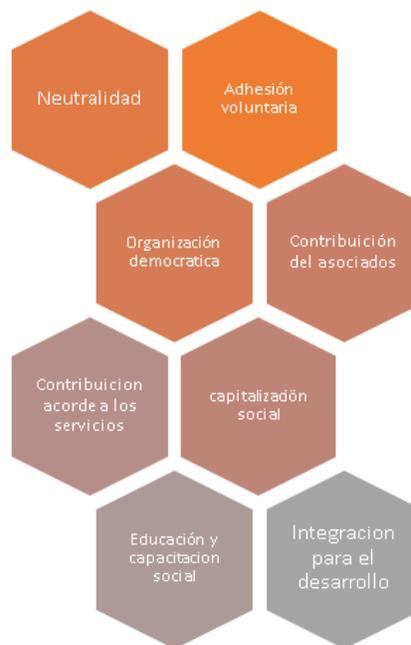 Neutralidad
Adhesión
voluntaria
Organización
democratica
Contribuición
del asociados
Contribuicion
acorde a los
servicios
capitalización
social
Educación y
capacitacion
social
Integracion
para el
desarrollo